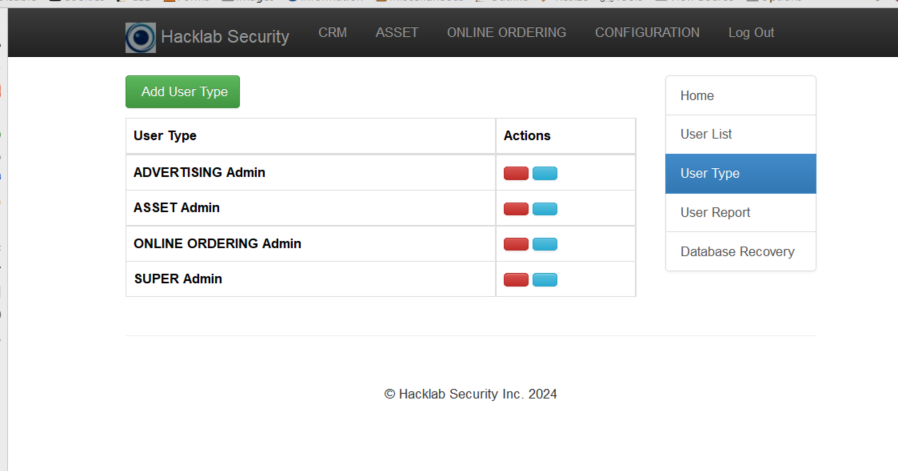 Hacklab Security CRM ASSET ONLINE ORDERING CONFIGURATION Log Out
Add User Type
User Type Actions
ADVERTISING Admin
ASSET Admin
ONLINE ORDERING Admin
SUPER Admin
Home
User List
User Type
User Report
Database Recovery
© Hacklab Security Inc. 2024